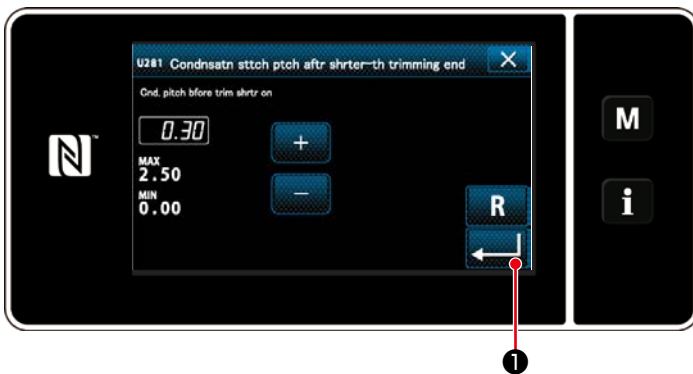 U281 Condnsatn sttch ptch aftr shrter-th trimming end
Cnd. pitch bfore trim shrtr on
0.30
MAX
2.50
MIN
0.00
+
−
R
M
i
N
❶